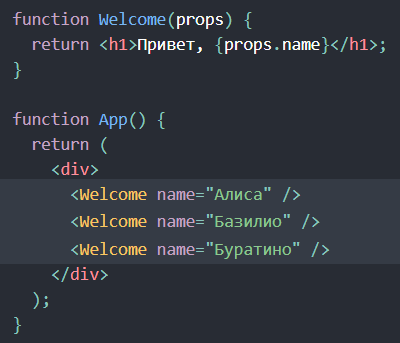 function Welcome(props) {
  return <h1>Привет, {props.name}</h1>;
}

function App() {
  return (
    <div>
      <Welcome name="Алиса" />
      <Welcome name="Базилио" />
      <Welcome name="Буратино" />
    </div>
  );
}